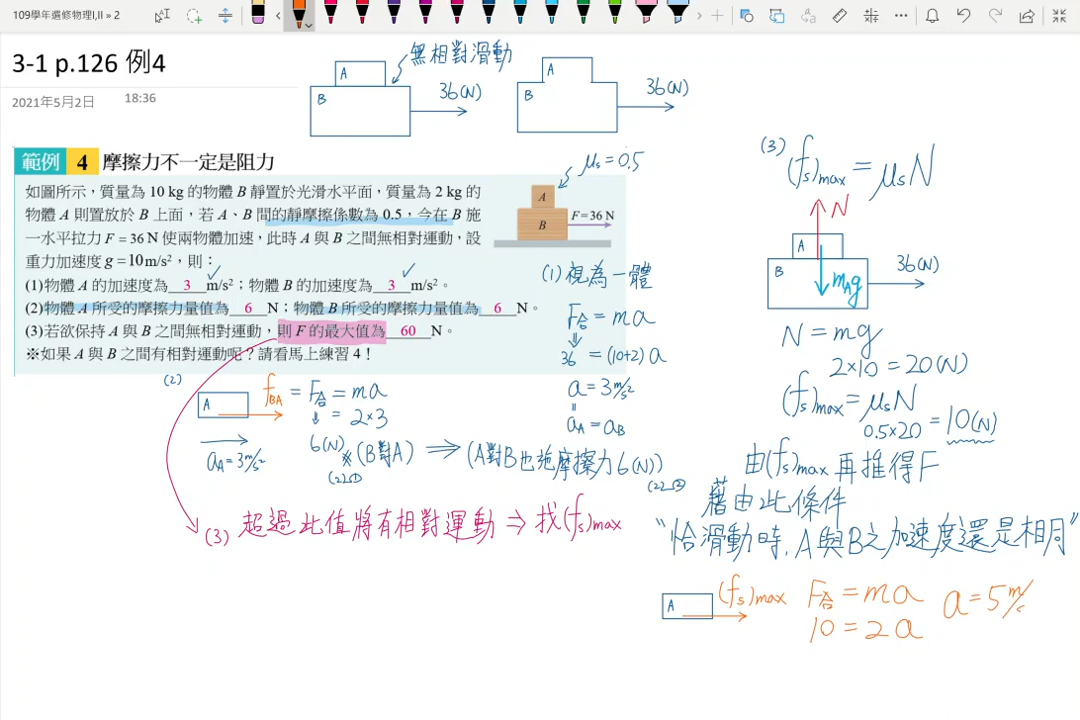 109學年選修物理I,II » 2
3-1 p.126 例4
2021年5月2日 18:36
A
B
無相對滑動
36(N)
A
B
36(N)
範例 4 摩擦力不一定是阻力
如圖所示，質量為 10 kg 的物體 B 靜置於光滑水平面，質量為 2 kg 的
物體 A 則置放於 B 上面，若 A、B 間的靜摩擦係數為 0.5，今在 B 施
一水平拉力 F = 36 N 使兩物體加速，此時 A 與 B 之間無相對運動，設
重力加速度 g = 10 m/s²，則：
(1)物體 A 的加速度為 3 m/s²；物體 B 的加速度為 3 m/s²。
(2)物體 A 所受的摩擦力量值為 6 N；物體 B 所受的摩擦力量值為 6 N。
(3)若欲保持 A 與 B 之間無相對運動，則 F 的最大值為 60 N。
※如果 A 與 B 之間有相對運動呢？請看馬上練習 4！
μs = 0.5
A
B
F = 36 N
(1) 視為一體
F合 = ma
36 = (10+2) a
a = 3 m/s²
=
aA = aB
(2)
A
fBA = F合 = ma
= 2×3
6(N) (B對A) ⇒ (A對B也施摩擦力 6(N))
aA = 3 m/s²
(3) 超過此值將有相對運動 ⇒ 找(fs)max
(3) (fs)max = μsN
N
A
B
mAg
36(N)
N = mg
2×10 = 20(N)
(fs)max = μsN
0.5×20 = 10(N)
由(fs)max 再推得F
藉由此條件
"恰滑動時, A與B之加速度還是相同"
A
(fs)max
F合 = ma
10 = 2a
a = 5 m/s